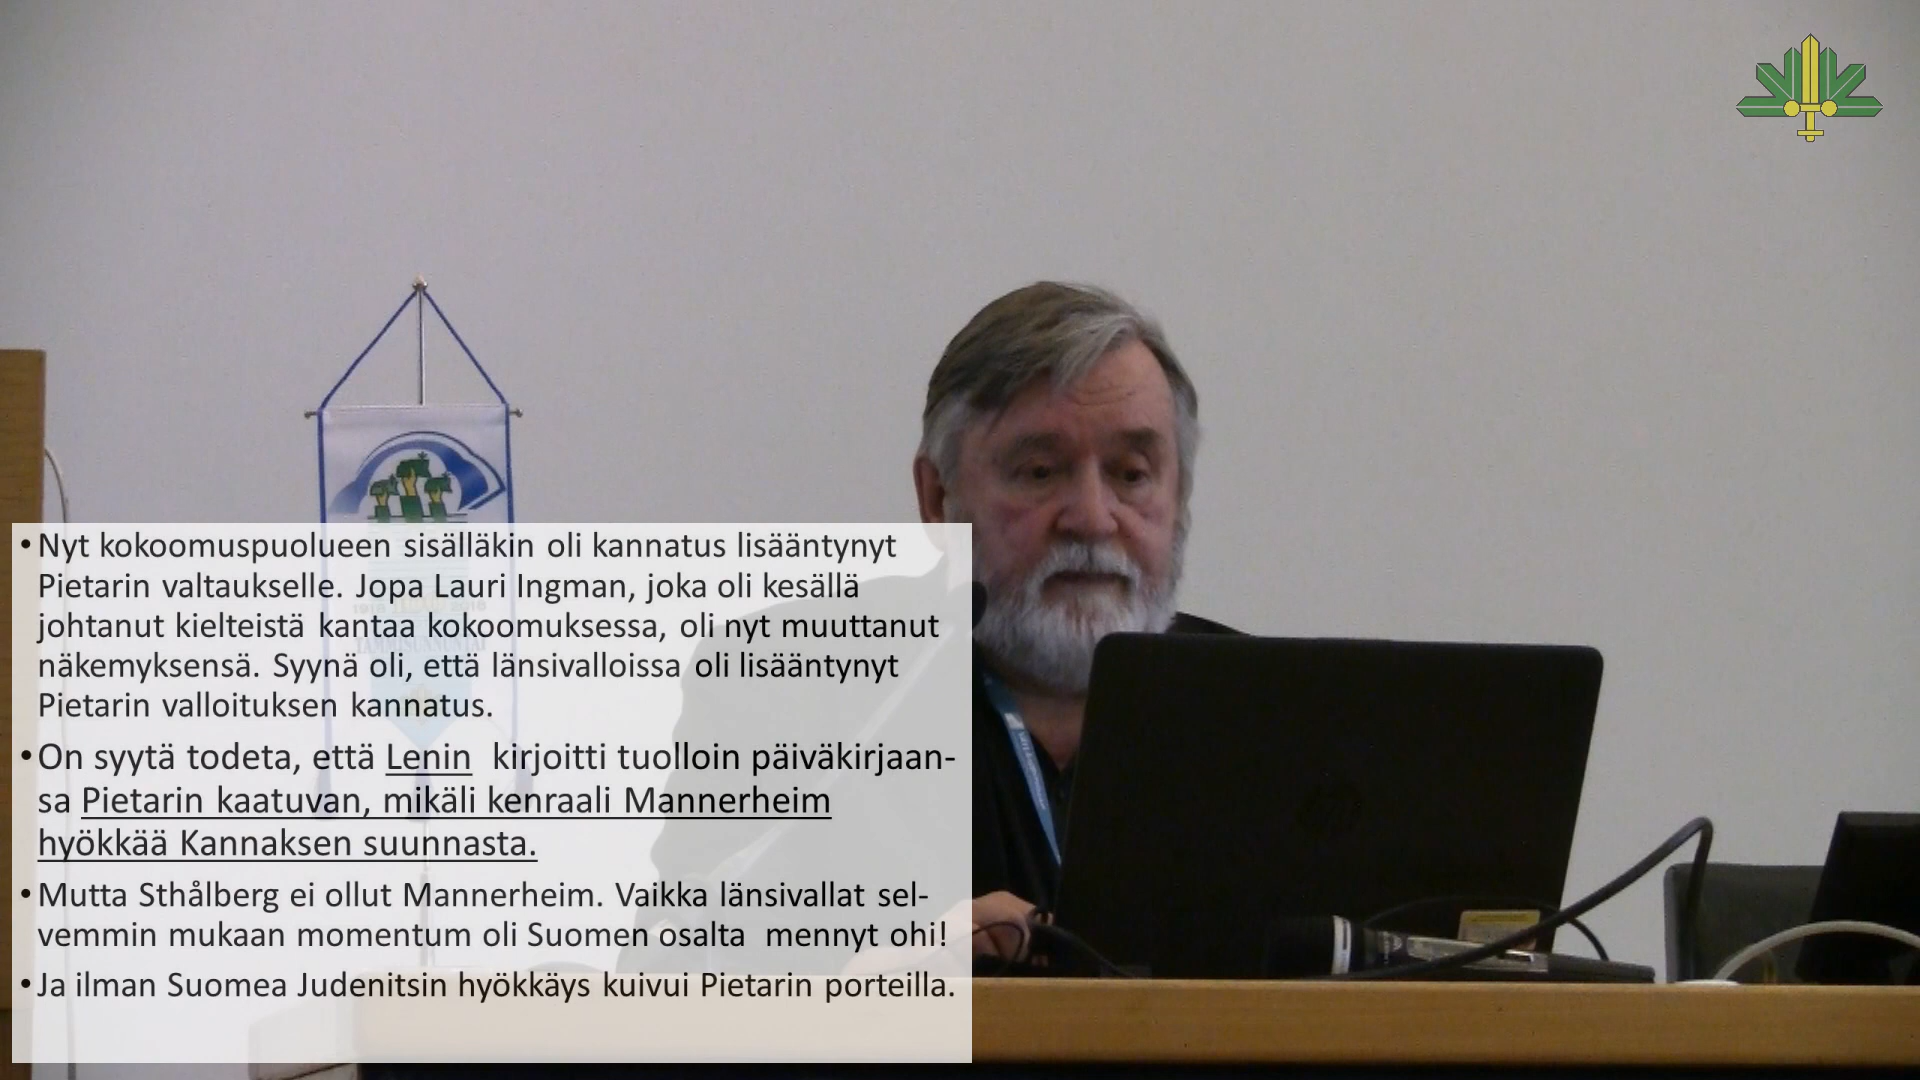 •Nyt kokoomuspuolueen sisälläkin oli kannatus lisääntynyt
Pietarin valtaukselle. Jopa Lauri Ingman, joka oli kesällä
johtanut kielteistä kantaa kokoomuksessa, oli nyt muuttanut
näkemyksensä. Syynä oli, että länsivalloissa oli lisääntynyt
Pietarin valloituksen kannatus.
•On syytä todeta, että Lenin kirjoitti tuolloin päiväkirjaan-
sa Pietarin kaatuvan, mikäli kenraali Mannerheim
hyökkää Kannaksen suunnasta.
•Mutta Sthålberg ei ollut Mannerheim. Vaikka länsivallat sel-
vemmin mukaan momentum oli Suomen osalta mennyt ohi!
•Ja ilman Suomea Judenitsin hyökkäys kuivui Pietarin porteilla.
1918 2018
TAMMISUNNUNTAI